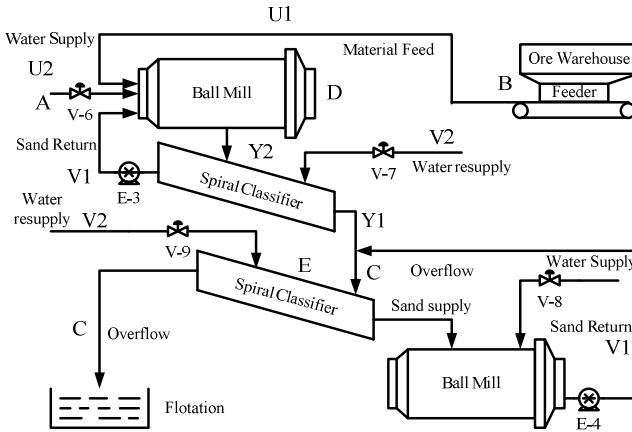 U1
Water Supply
Material Feed
Ore Warehouse
U2
A
V-6
Ball Mill
D
B
Feeder
Sand Return
V1
E-3
Y2
V2
V-7
Water resupply
Spiral Classifier
Water
resupply
V2
V-9
Y1
E
C
Overflow
Water Supply
Spiral Classifier
V-8
C
Overflow
Sand supply
Sand Return
V1
Ball Mill
E-4
Flotation